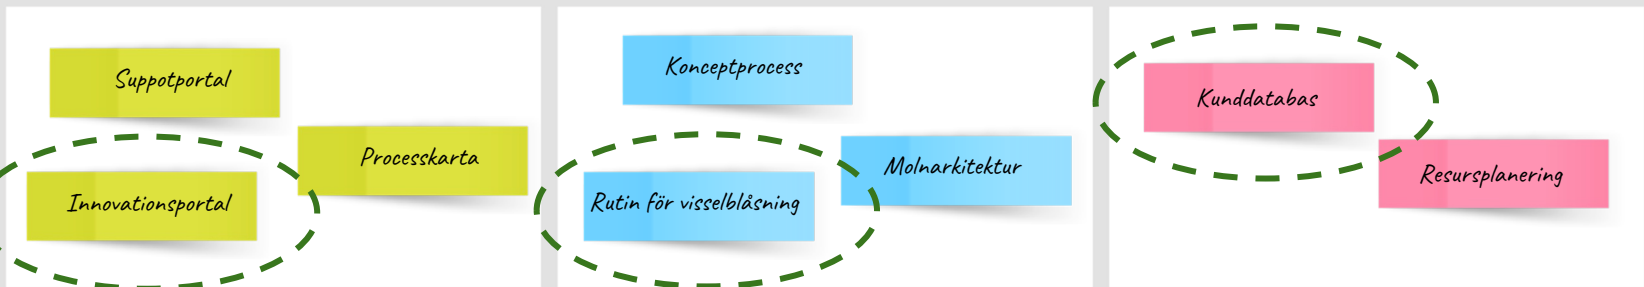 Suppotportal
Processkarta
Innovationsportal
Konceptprocess
Molnarkitektur
Rutin för visselblåsning
Kunddatabas
Resursplanering